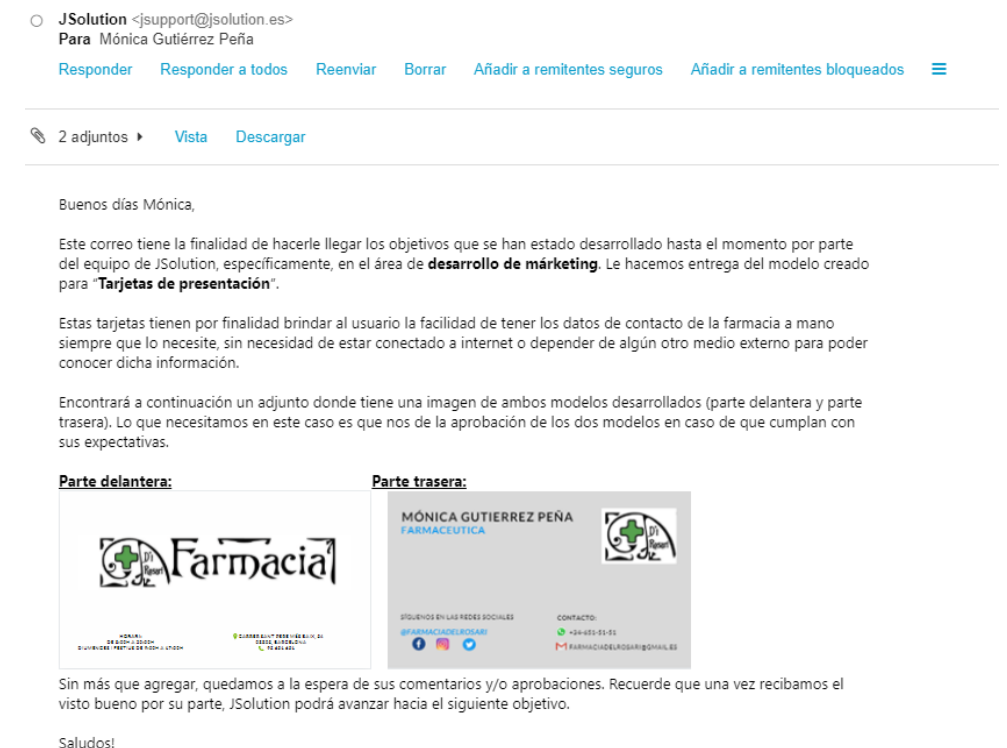 JSolution <jsupport@jsolution.es>
Para Mónica Gutiérrez Peña
Responder Responder a todos Reenviar Borrar Añadir a remitentes seguros Añadir a remitentes bloqueados
2 adjuntos Vista Descargar
Buenos días Mónica,
Este correo tiene la finalidad de hacerle llegar los objetivos que se han estado desarrollado hasta el momento por parte
del equipo de JSolution, específicamente, en el área de desarrollo de márketing. Le hacemos entrega del modelo creado
para “Tarjetas de presentación”.
Estas tarjetas tienen por finalidad brindar al usuario la facilidad de tener los datos de contacto de la farmacia a mano
siempre que lo necesite, sin necesidad de estar conectado a internet o depender de algún otro medio externo para poder
conocer dicha información.
Encontrará a continuación un adjunto donde tiene una imagen de ambos modelos desarrollados (parte delantera y parte
trasera). Lo que necesitamos en este caso es que nos de la aprobación de los dos modelos en caso de que cumplan con
sus expectativas.
Parte delantera: Parte trasera:
Farmacia
MÓNICA GUTIERREZ PEÑA
FARMACEUTICA
SÍGUENOS EN LAS REDES SOCIALES
@FARMACIADELROSARI
CONTACTO:
+34-651-51-51
FARMACIADELROSARI@GMAIL.ES
Sin más que agregar, quedamos a la espera de sus comentarios y/o aprobaciones. Recuerde que una vez recibamos el
visto bueno por su parte, JSolution podrá avanzar hacia el siguiente objetivo.
Saludos!